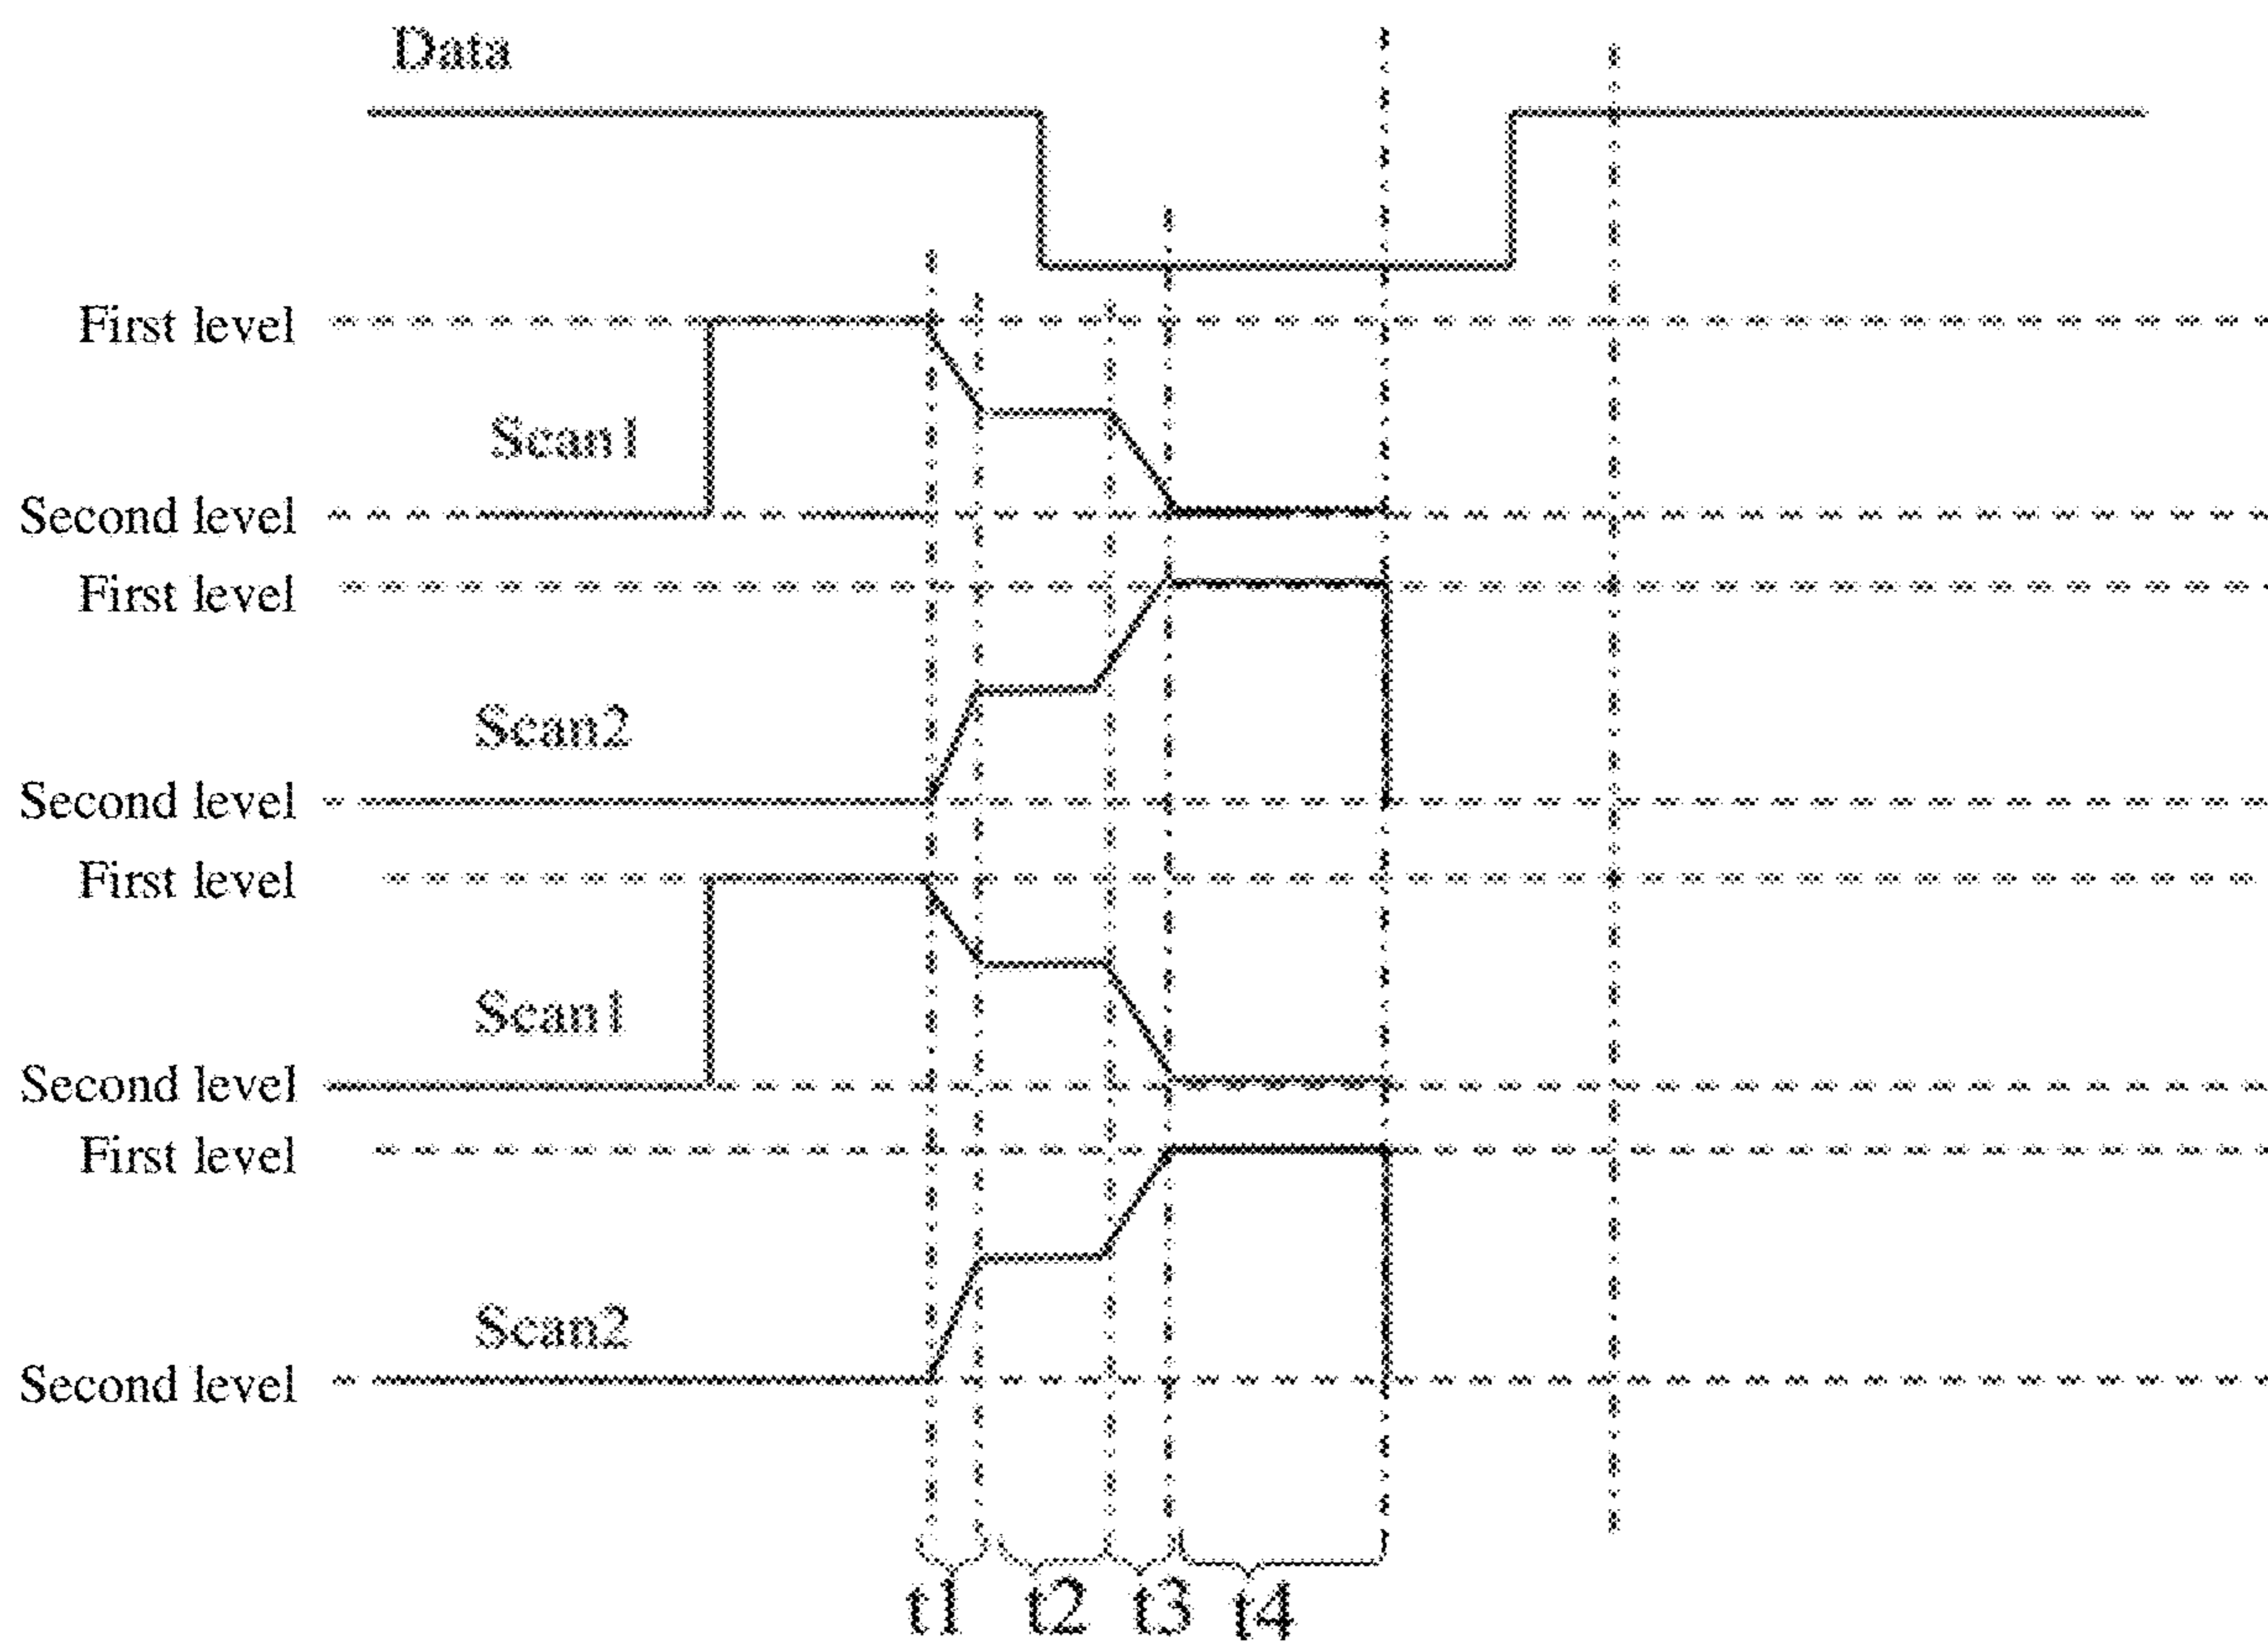 Data
First level
Scan1
Second level
First level
Scan2
Second level
First level
Scan1
Second level
First level
Scan2
Second level
t1 t2 t3 t4